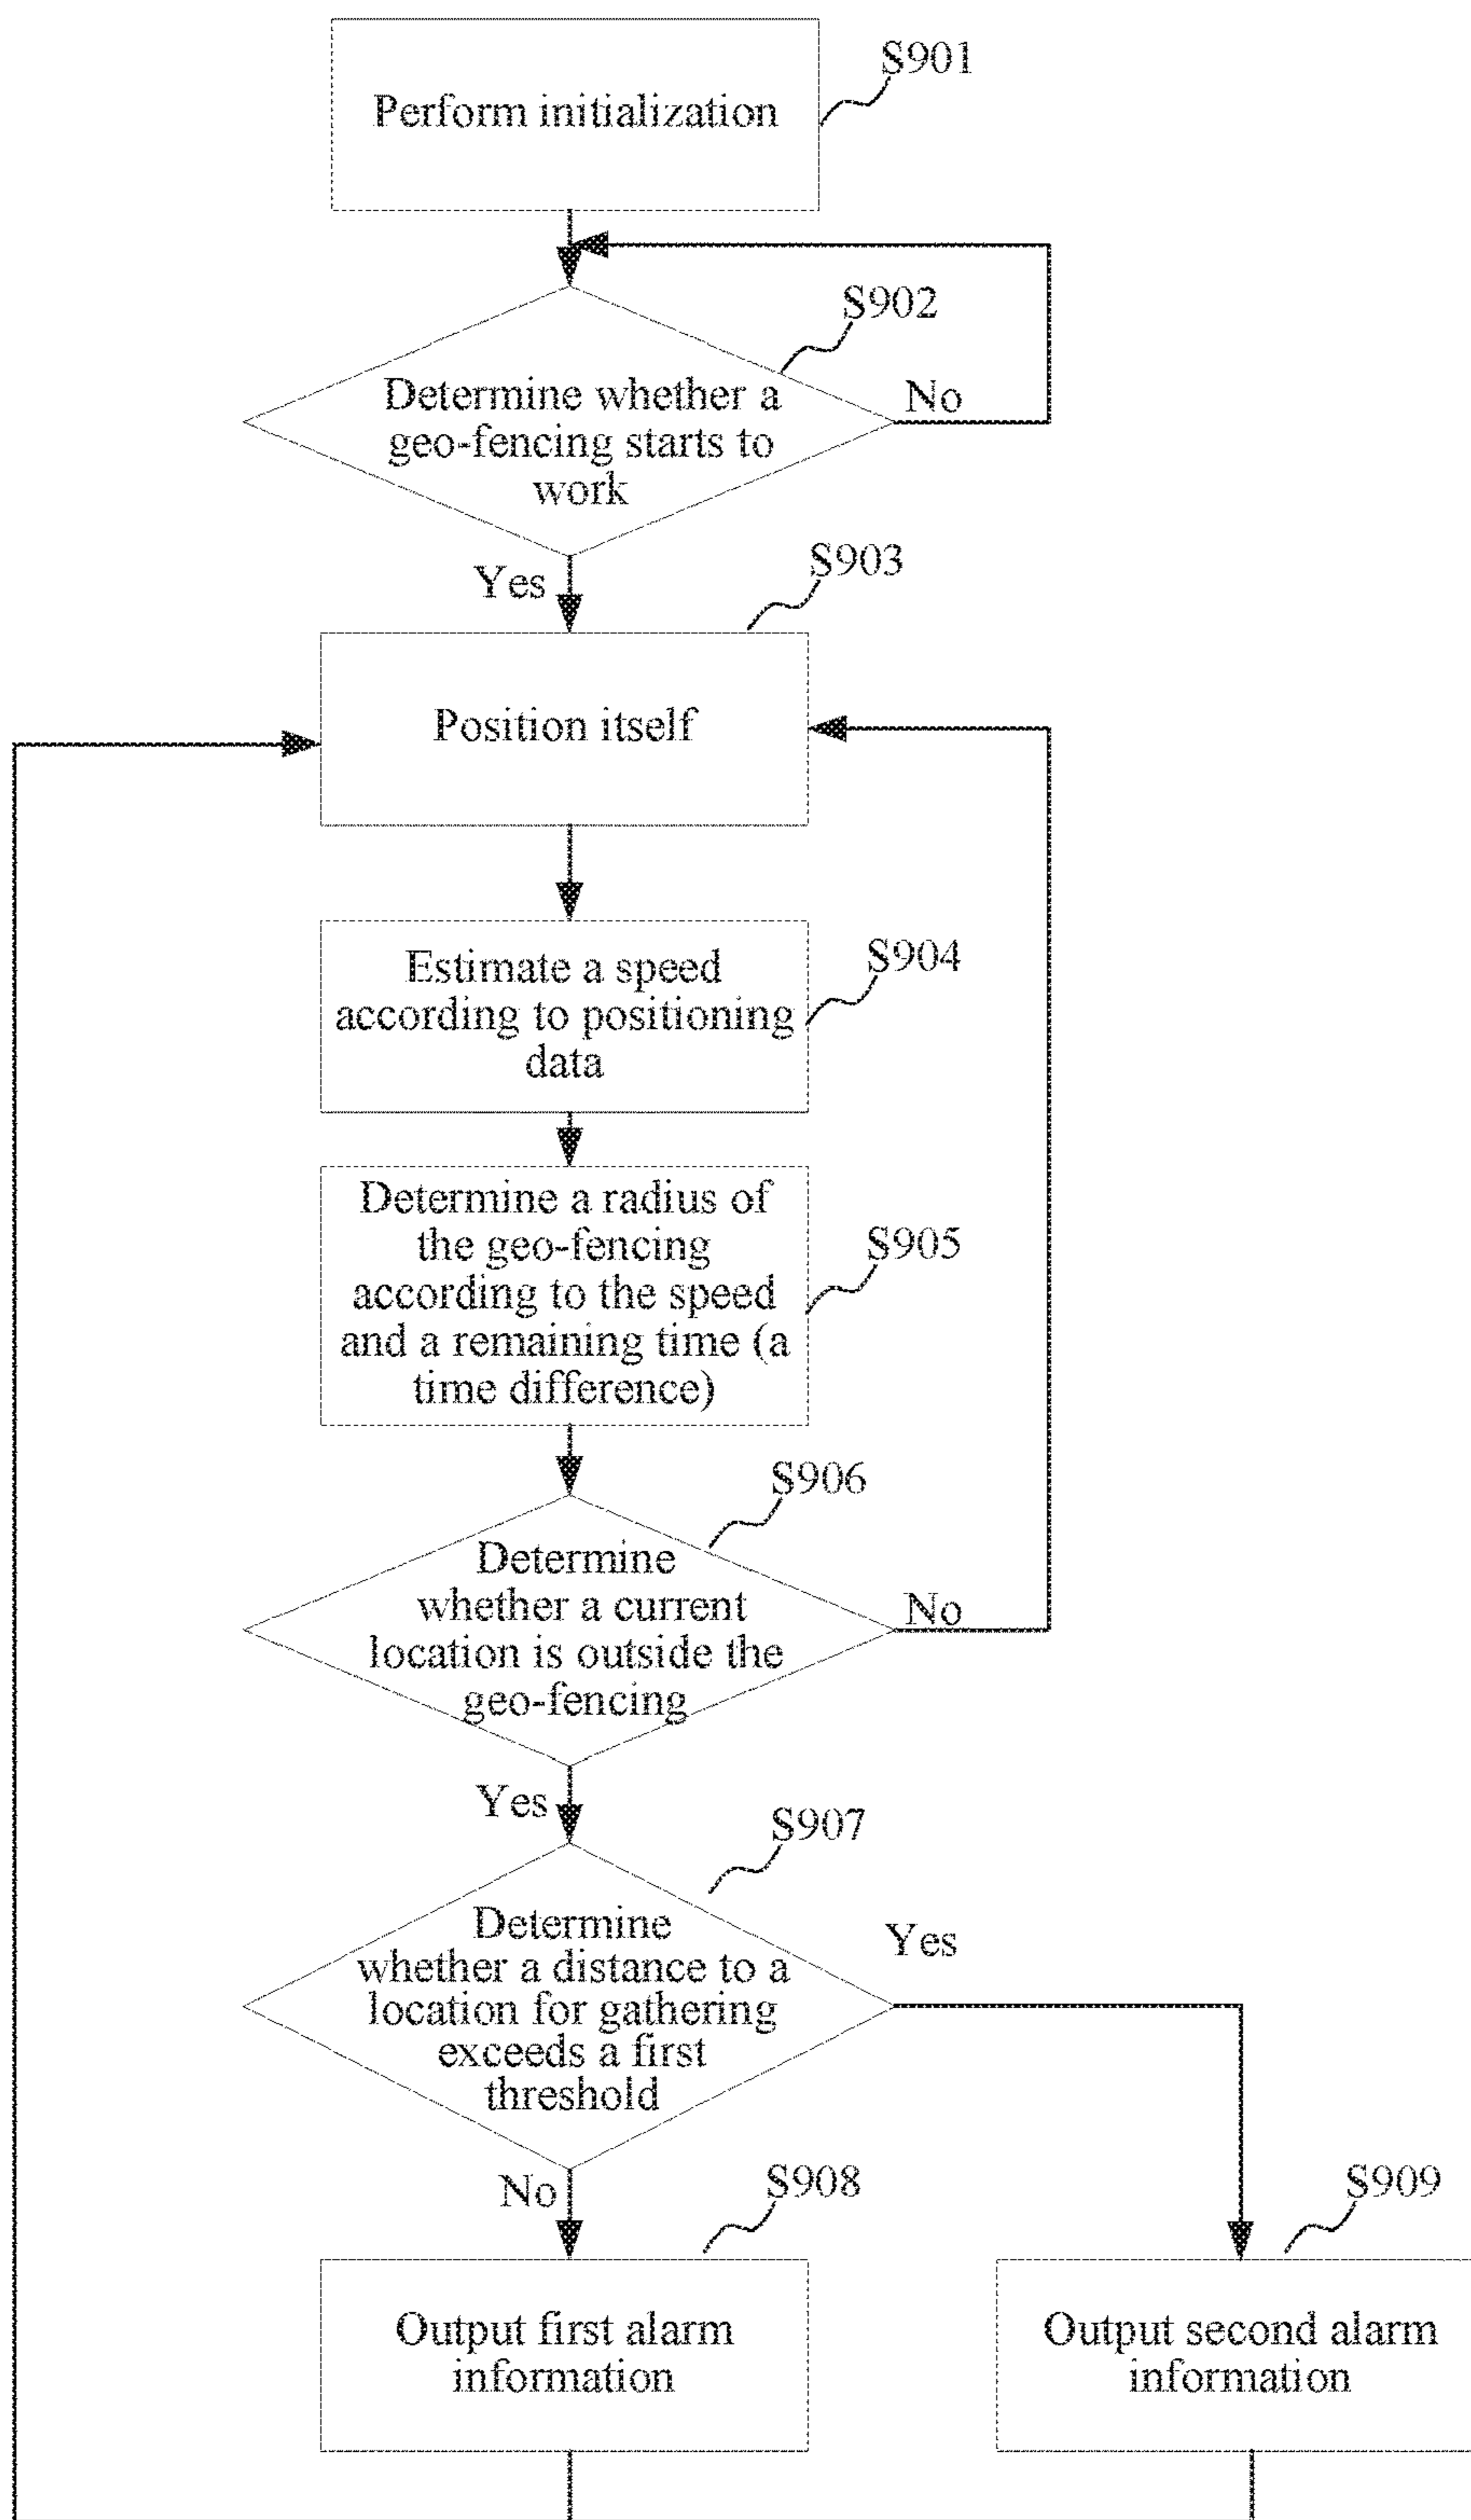 S901
Perform initialization
S902
Determine whether a
geo-fencing starts to
work
No
Yes
S903
Position itself
Estimate a speed
according to positioning
data
S904
Determine a radius of
the geo-fencing
according to the speed
and a remaining time (a
time difference)
S905
S906
Determine
whether a current
location is outside the
geo-fencing
No
Yes
S907
Determine
whether a distance to a
location for gathering
exceeds a first
threshold
Yes
No
S908
S909
Output first alarm
information
Output second alarm
information